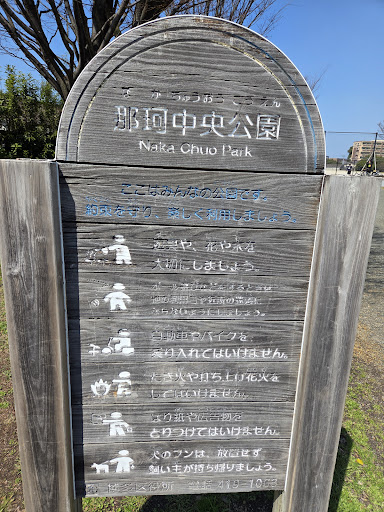 な か ちゅうおう こう えん
那珂中央公園
Naka Chuo Park
ここはみんなの公園です。
約束を守り、楽しく利用しましょう。
花や木を
大切にしましょう。
自動車やバイクを
乗り入れてはいけません。
たき火や打ち上げ花火を
してはいけません。
はり紙や広告物を
とりつけてはいけません。
犬のフンは、放置せず
飼い主が持ち帰りましょう。